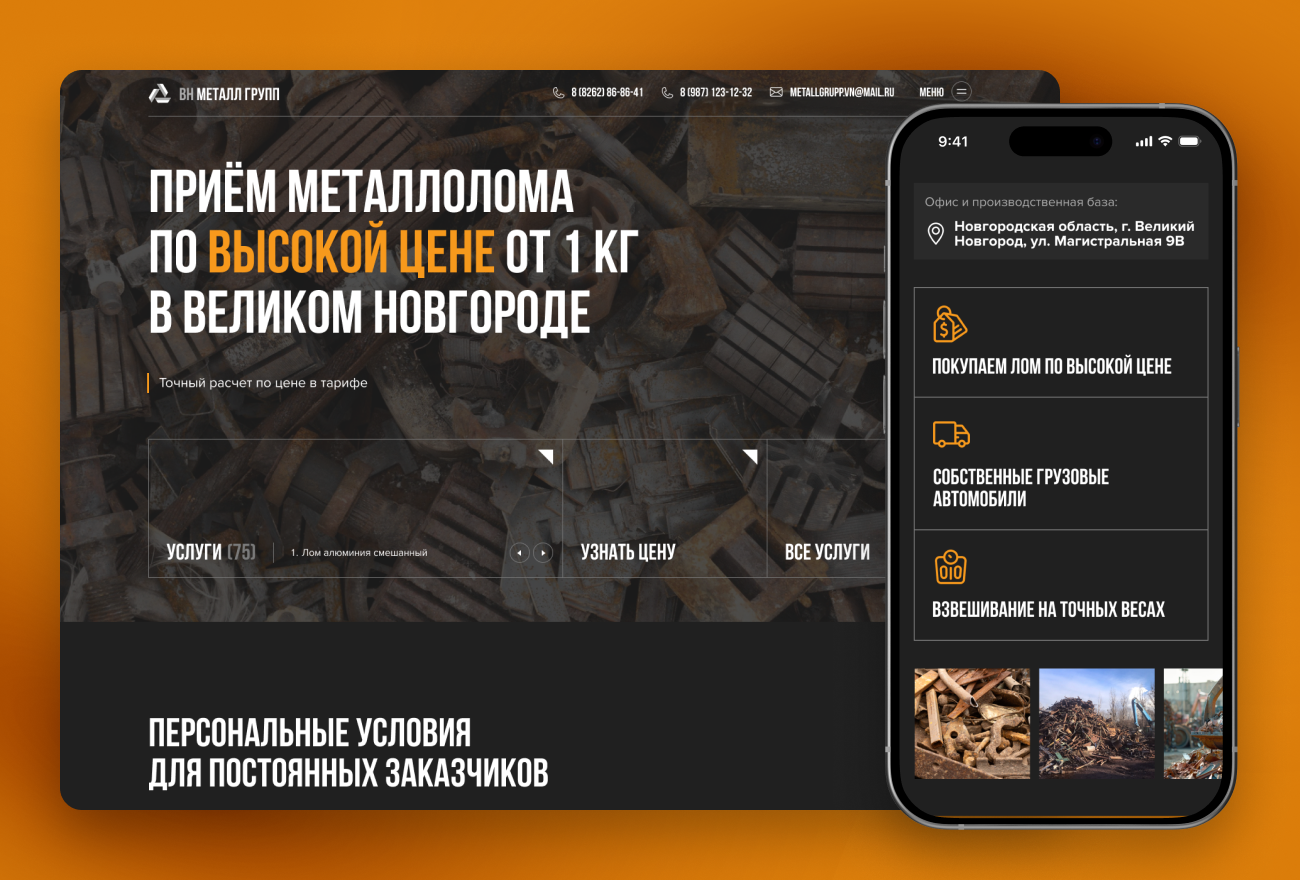 ВН МЕТАЛЛ ГРУПП
8 (8262) 86-86-41
8 (987) 123-12-32
METALLGRUPP.VN@MAIL.RU
МЕНЮ
ПРИЁМ МЕТАЛЛОЛОМА
ПО ВЫСОКОЙ ЦЕНЕ ОТ 1 КГ
В ВЕЛИКОМ НОВГОРОДЕ
Точный расчет по цене в тарифе
УСЛУГИ (75)
1. Лом алюминия смешанный
УЗНАТЬ ЦЕНУ
ВСЕ УСЛУГИ
ПЕРСОНАЛЬНЫЕ УСЛОВИЯ
ДЛЯ ПОСТОЯННЫХ ЗАКАЗЧИКОВ
9:41
Офис и производственная база:
Новгородская область, г. Великий
Новгород, ул. Магистральная 9В
ПОКУПАЕМ ЛОМ ПО ВЫСОКОЙ ЦЕНЕ
СОБСТВЕННЫЕ ГРУЗОВЫЕ
АВТОМОБИЛИ
ВЗВЕШИВАНИЕ НА ТОЧНЫХ ВЕСАХ